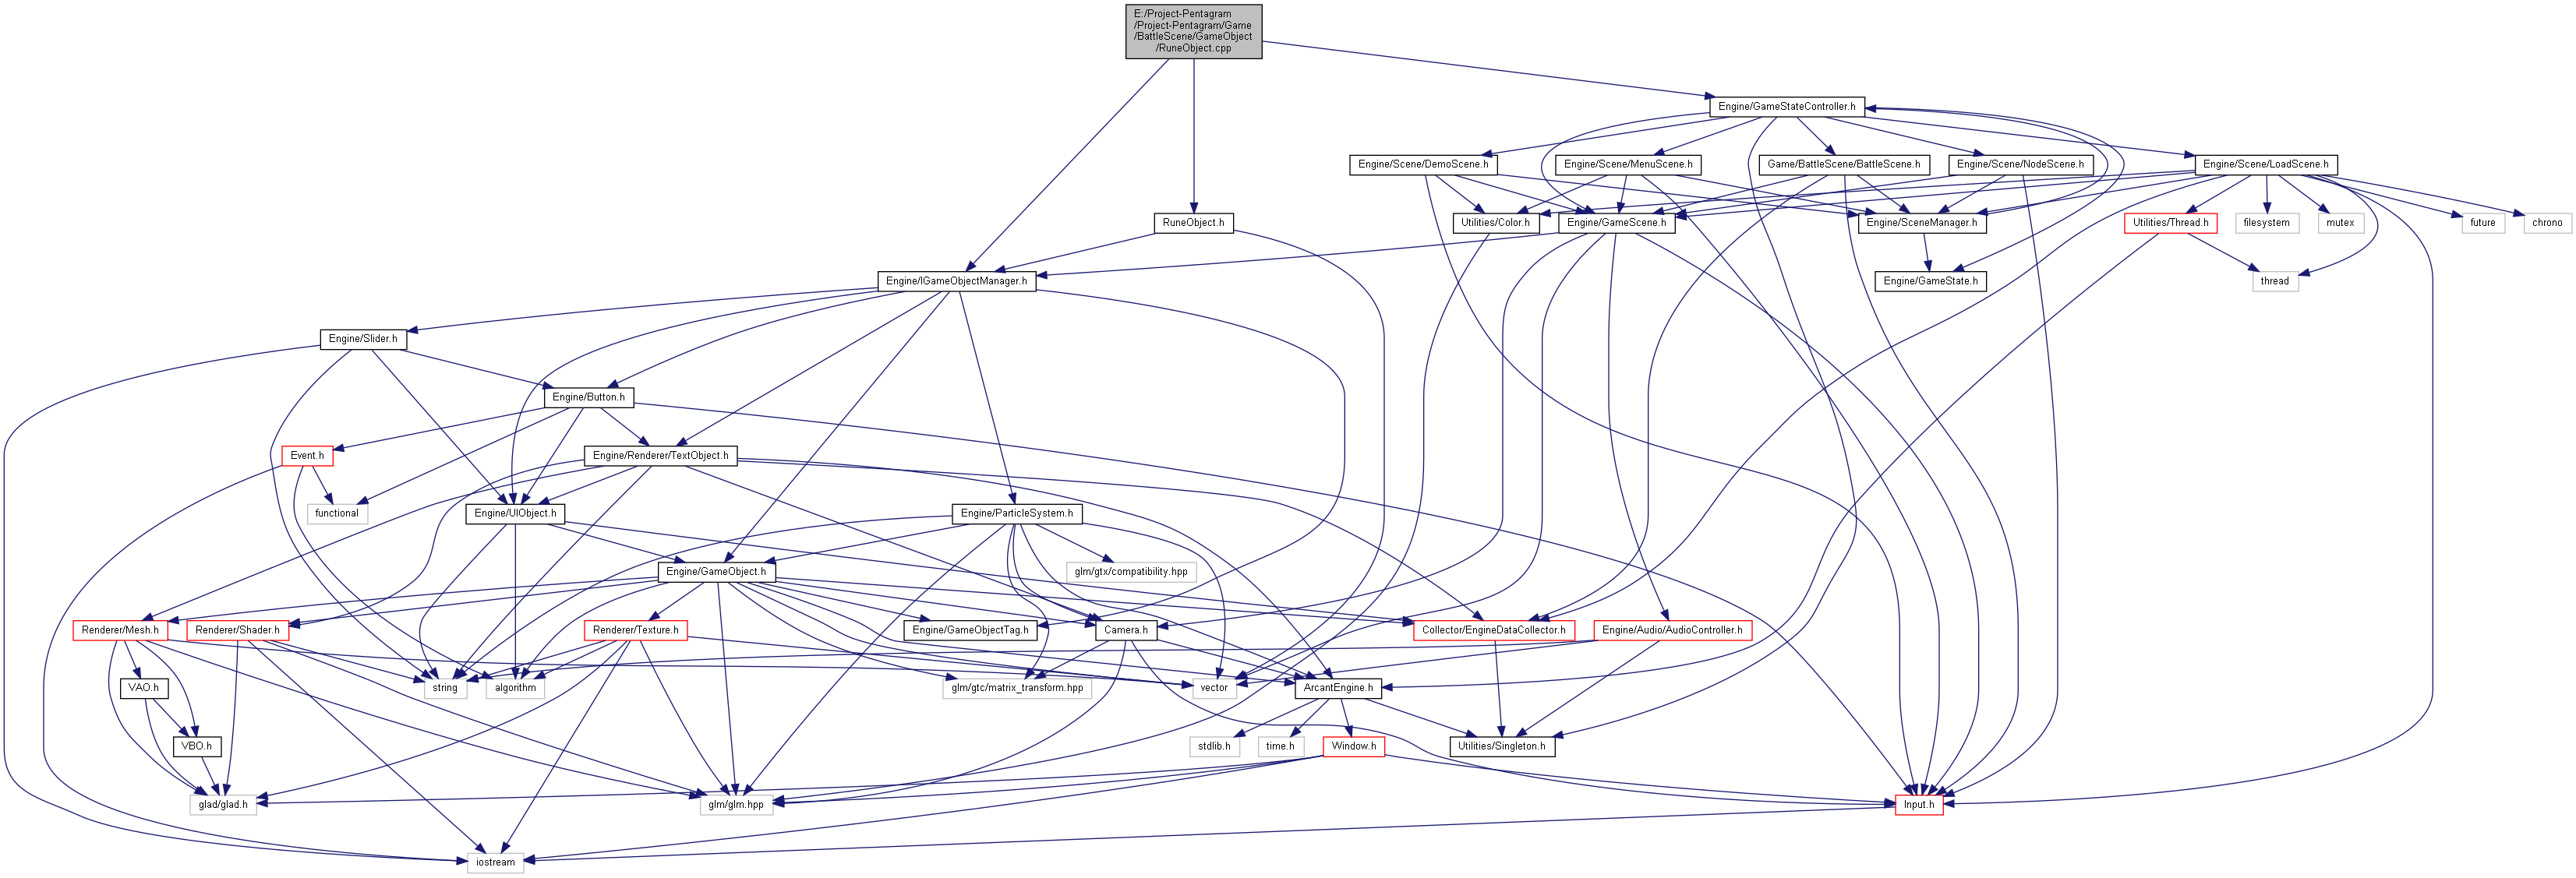 E:/Project-Pentagram
/Project-Pentagram/Game
/BattleScene/GameObject
/RuneObject.cpp
Engine/GameStateController.h
Engine/Scene/DemoScene.h
Engine/Scene/MenuScene.h
Game/BattleScene/BattleScene.h
Engine/Scene/NodeScene.h
Engine/Scene/LoadScene.h
RuneObject.h
Utilities/Color.h
Engine/GameScene.h
Engine/SceneManager.h
Utilities/Thread.h
filesystem
mutex
future
chrono
Engine/IGameObjectManager.h
Engine/GameState.h
thread
Engine/Slider.h
Engine/Button.h
Event.h
Engine/Renderer/TextObject.h
functional
Engine/UIObject.h
Engine/ParticleSystem.h
Engine/GameObject.h
glm/gtx/compatibility.hpp
Renderer/Mesh.h
Renderer/Shader.h
Renderer/Texture.h
Engine/GameObjectTag.h
Camera.h
Collector/EngineDataCollector.h
Engine/Audio/AudioController.h
VAO.h
string
algorithm
glm/gtc/matrix_transform.hpp
vector
ArcantEngine.h
VBO.h
stdlib.h
time.h
Window.h
Utilities/Singleton.h
glad/glad.h
glm/glm.hpp
Input.h
iostream